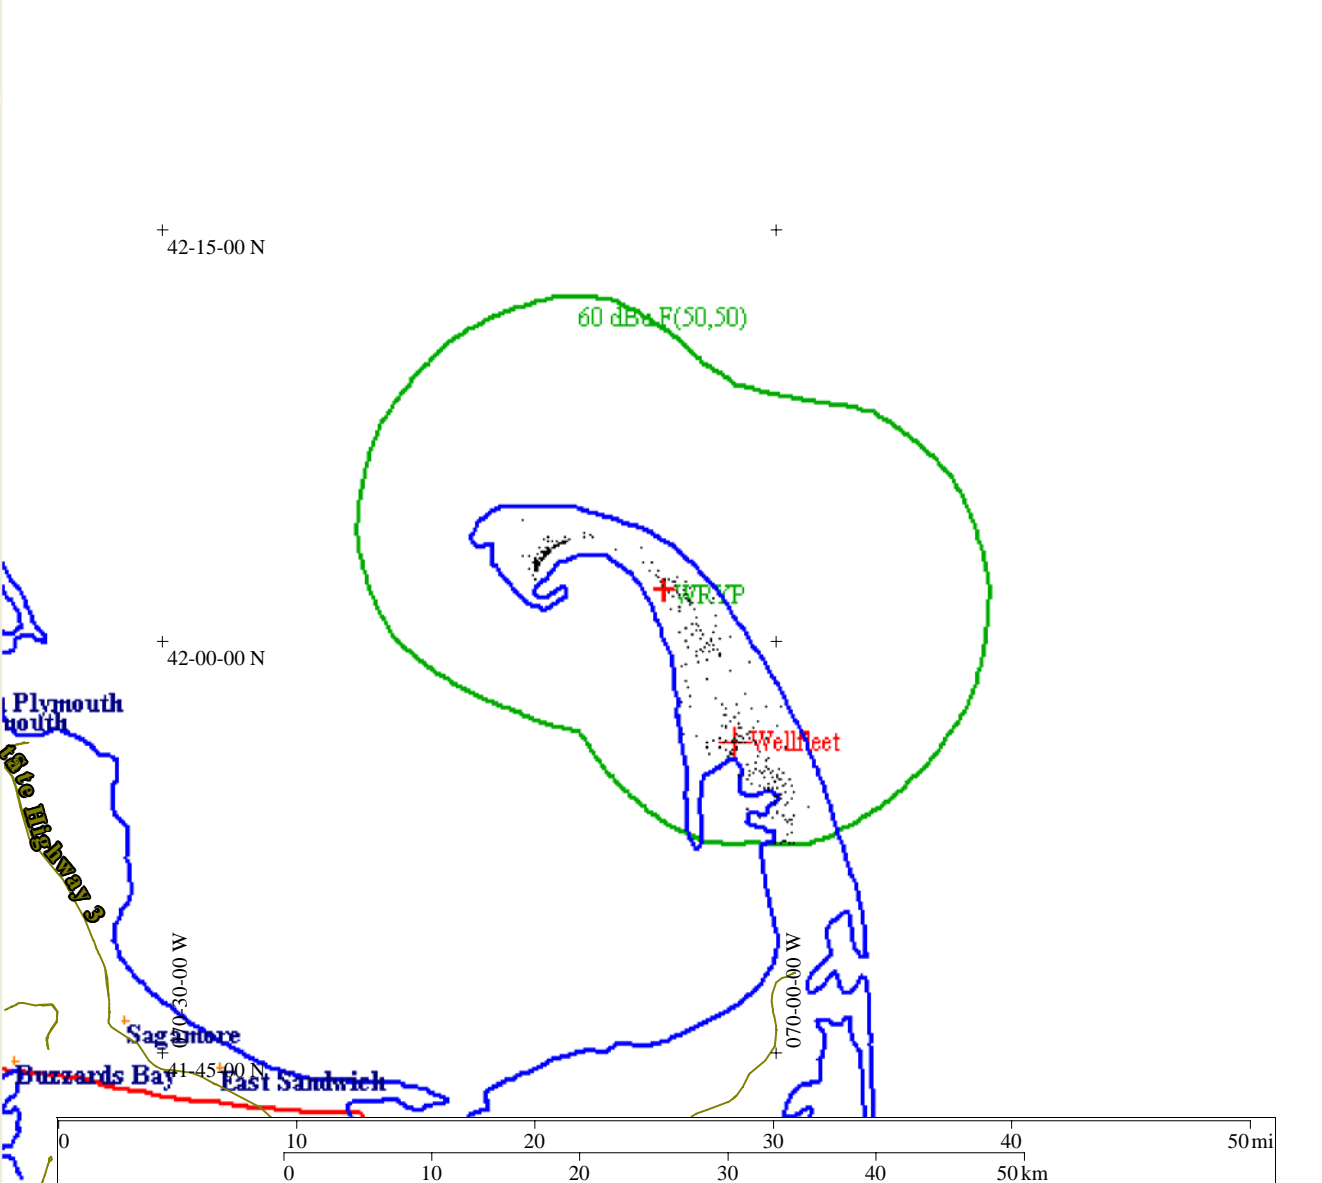 42-15-00 N
60 dBu F(50,50)
WRYP
42-00-00 N
Plymouth
mouth
Wellfleet
State Highway 3
070-30-00 W
070-00-00 W
Sagamore
41-45-00 N
Buzzards Bay
East Sandwich
0 10 20 30 40 50 mi
0 10 20 30 40 50 km